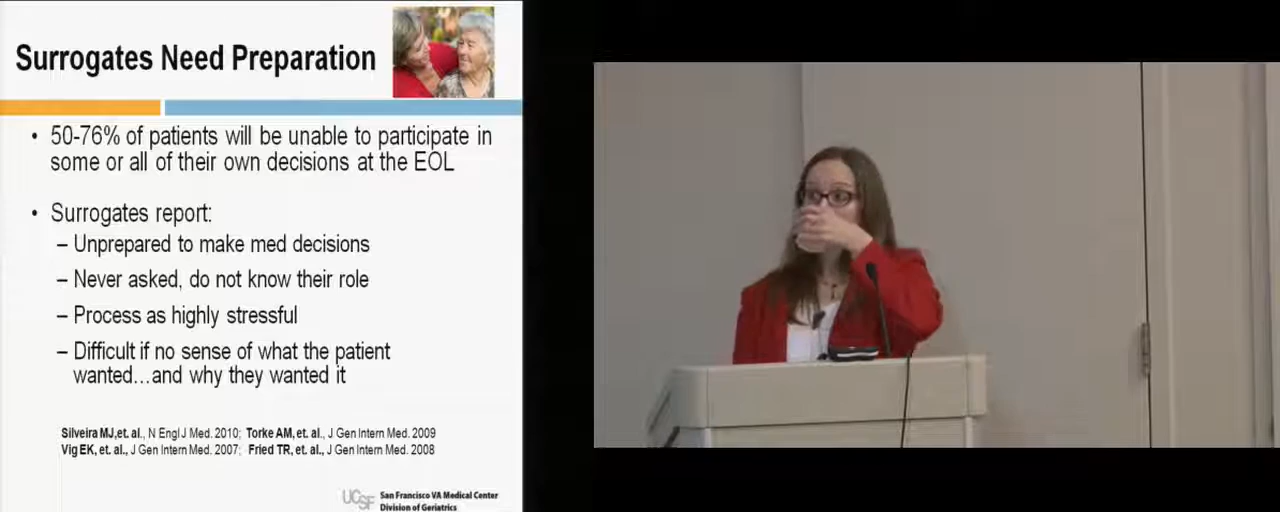 Surrogates Need Preparation
• 50-76% of patients will be unable to participate in
some or all of their own decisions at the EOL
• Surrogates report:
– Unprepared to make med decisions
– Never asked, do not know their role
– Process as highly stressful
– Difficult if no sense of what the patient
wanted…and why they wanted it
Silveira MJ,et. al., N Engl J Med. 2010; Torke AM, et. al., J Gen Intern Med. 2009
Vig EK, et. al., J Gen Intern Med. 2007; Fried TR, et. al., J Gen Intern Med. 2008
UCSF San Francisco VA Medical Center
Division of Geriatrics